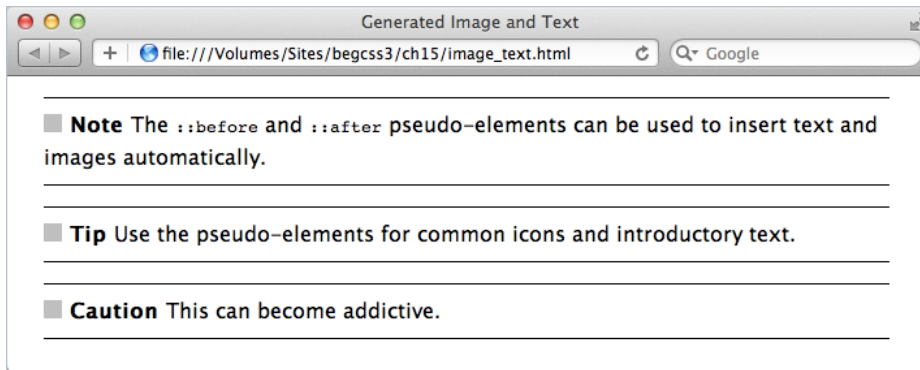 Generated Image and Text
file:///Volumes/Sites/begcss3/ch15/image_text.html
Google
Note The ::before and ::after pseudo-elements can be used to insert text and
images automatically.
Tip Use the pseudo-elements for common icons and introductory text.
Caution This can become addictive.